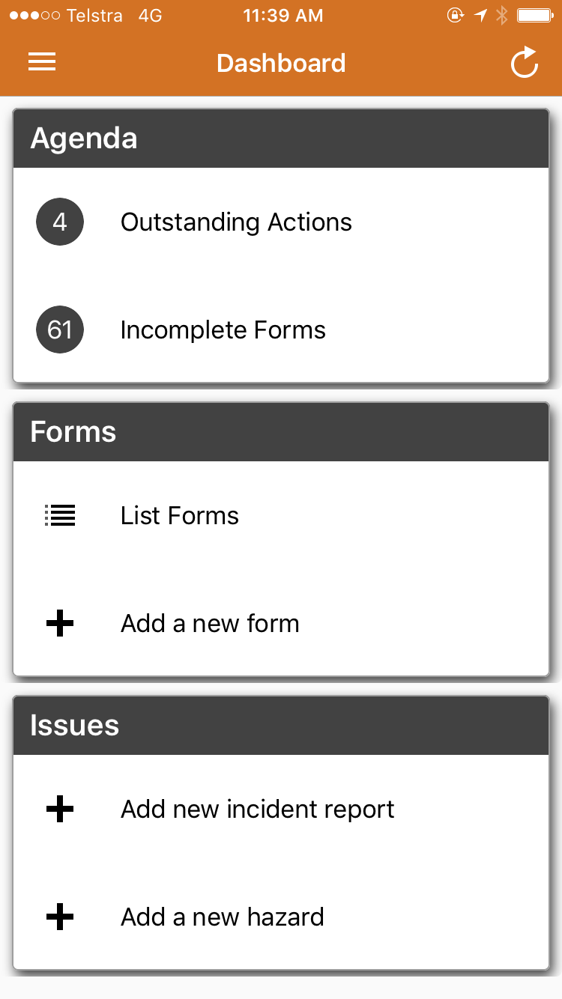 Telstra 4G 11:39 AM
Dashboard
Agenda
4 Outstanding Actions
61 Incomplete Forms
Forms
List Forms
Add a new form
Issues
Add new incident report
Add a new hazard